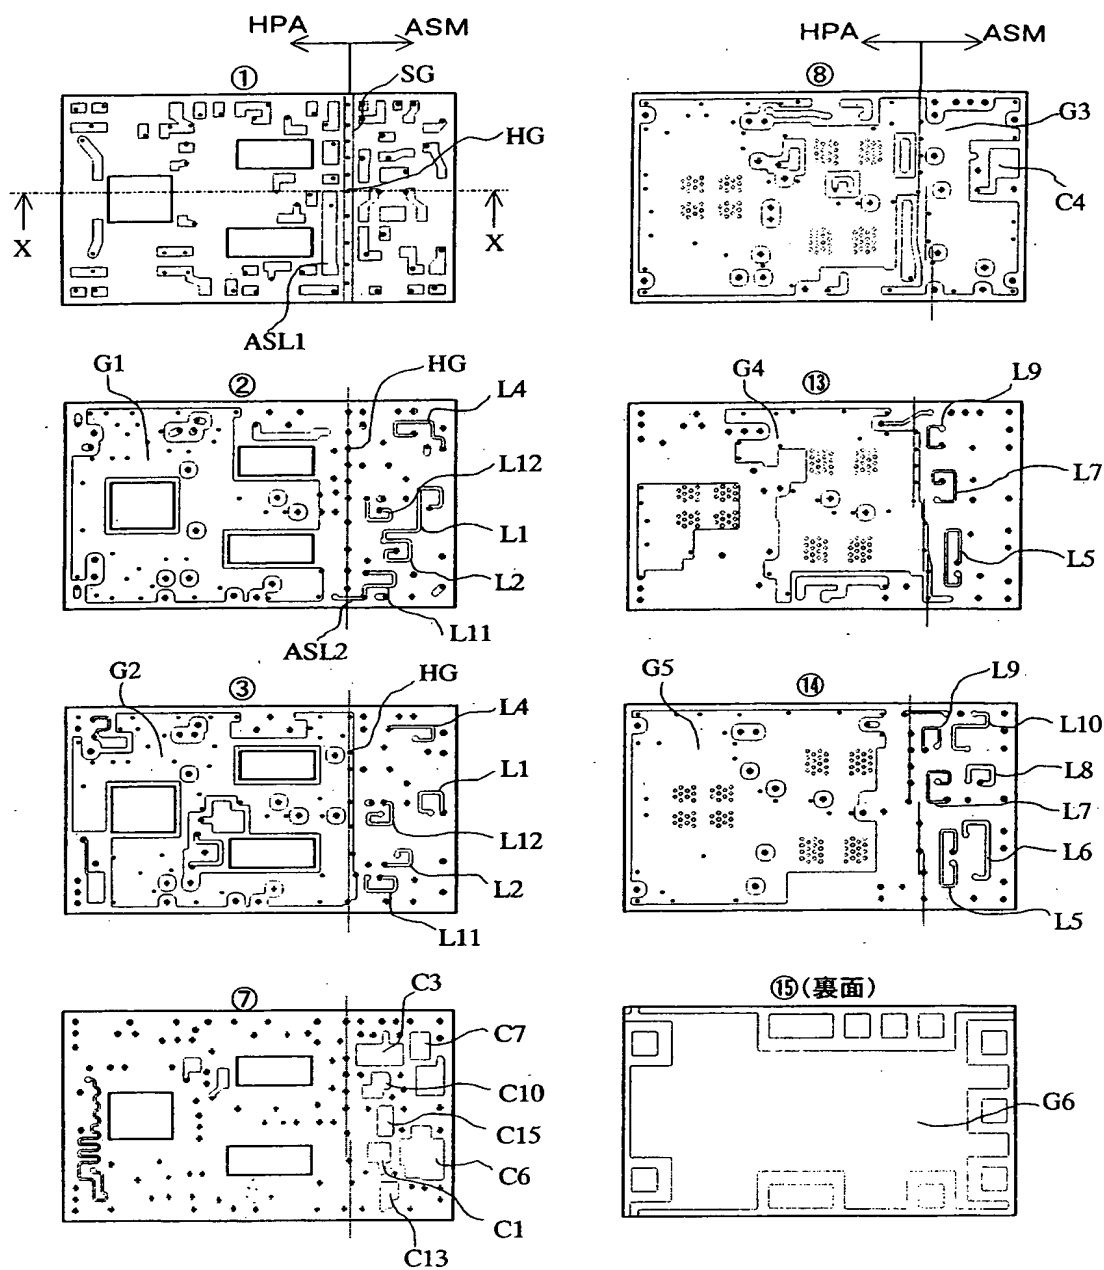 HPA ASM
①
SG
HG
X X
ASL1
HPA ASM
⑧
G3
C4
G1
②
HG
L4
L12
L1
L2
L11
ASL2
G4
⑬
L9
L7
L5
G2
③
HG
L4
L1
L12
L2
L11
G5
⑭
L9
L10
L8
L7
L6
L5
⑦
C3
C7
C10
C15
C6
C1
C13
⑮(裏面)
G6